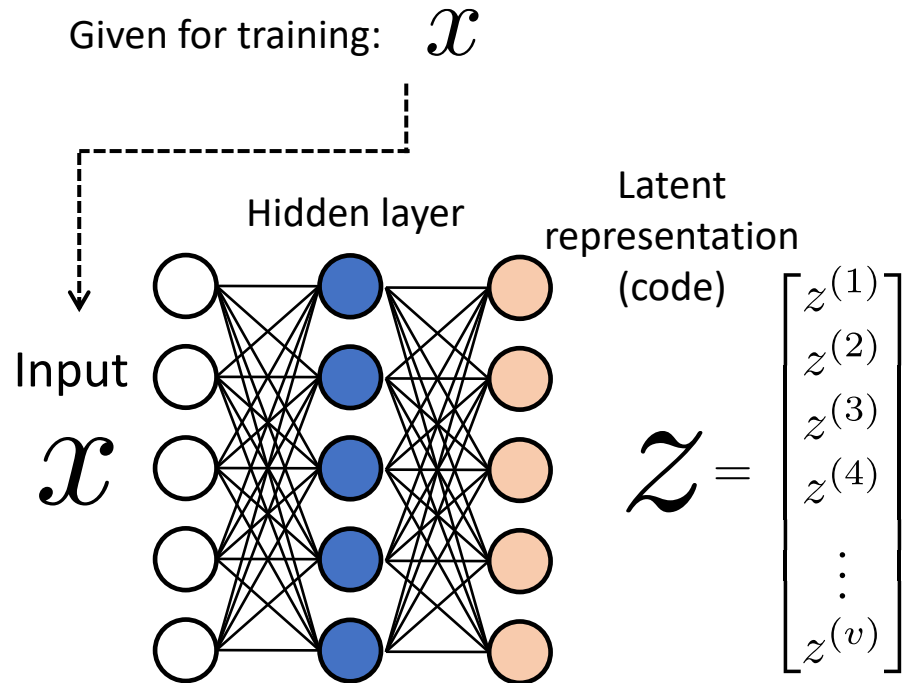 Given for training: x
Hidden layer
Latent
representation
(code)
Input
x
z =
z^(1)
z^(2)
z^(3)
z^(4)
⋮
z^(v)